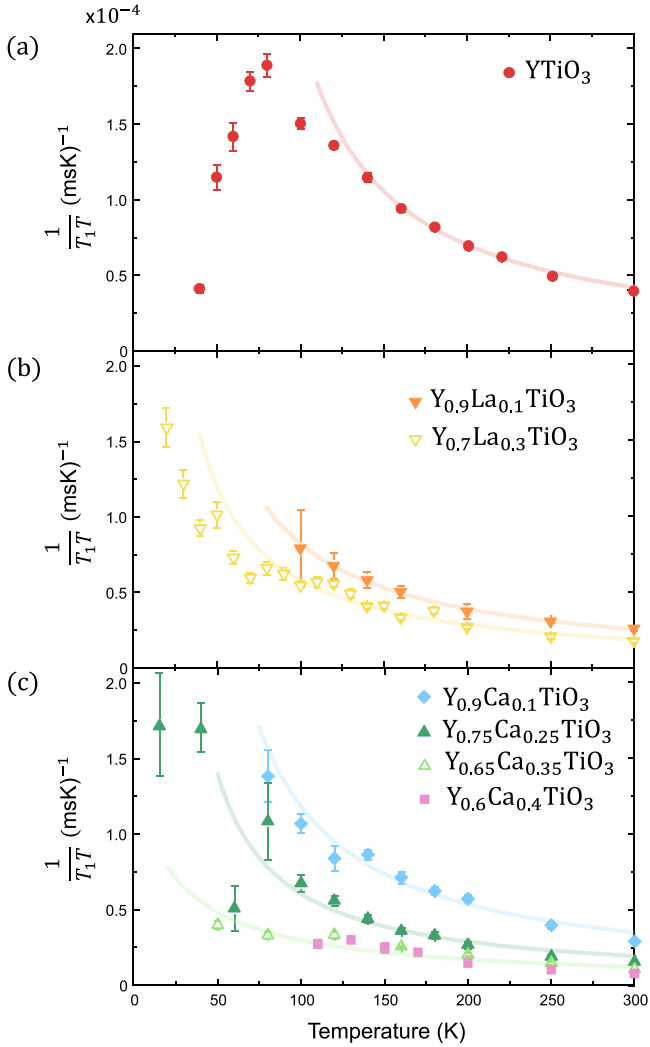 x10⁻⁴
(a)
2.0
1.5
1.0
0.5
0
1/(T₁T) (msK)⁻¹
YTiO₃
(b)
2.0
1.5
1.0
0.5
0
1/(T₁T) (msK)⁻¹
Y₀.₉La₀.₁TiO₃
Y₀.₇La₀.₃TiO₃
(c)
2.0
1.5
1.0
0.5
0
1/(T₁T) (msK)⁻¹
Y₀.₉Ca₀.₁TiO₃
Y₀.₇₅Ca₀.₂₅TiO₃
Y₀.₆₅Ca₀.₃₅TiO₃
Y₀.₆Ca₀.₄TiO₃
0 50 100 150 200 250 300
Temperature (K)